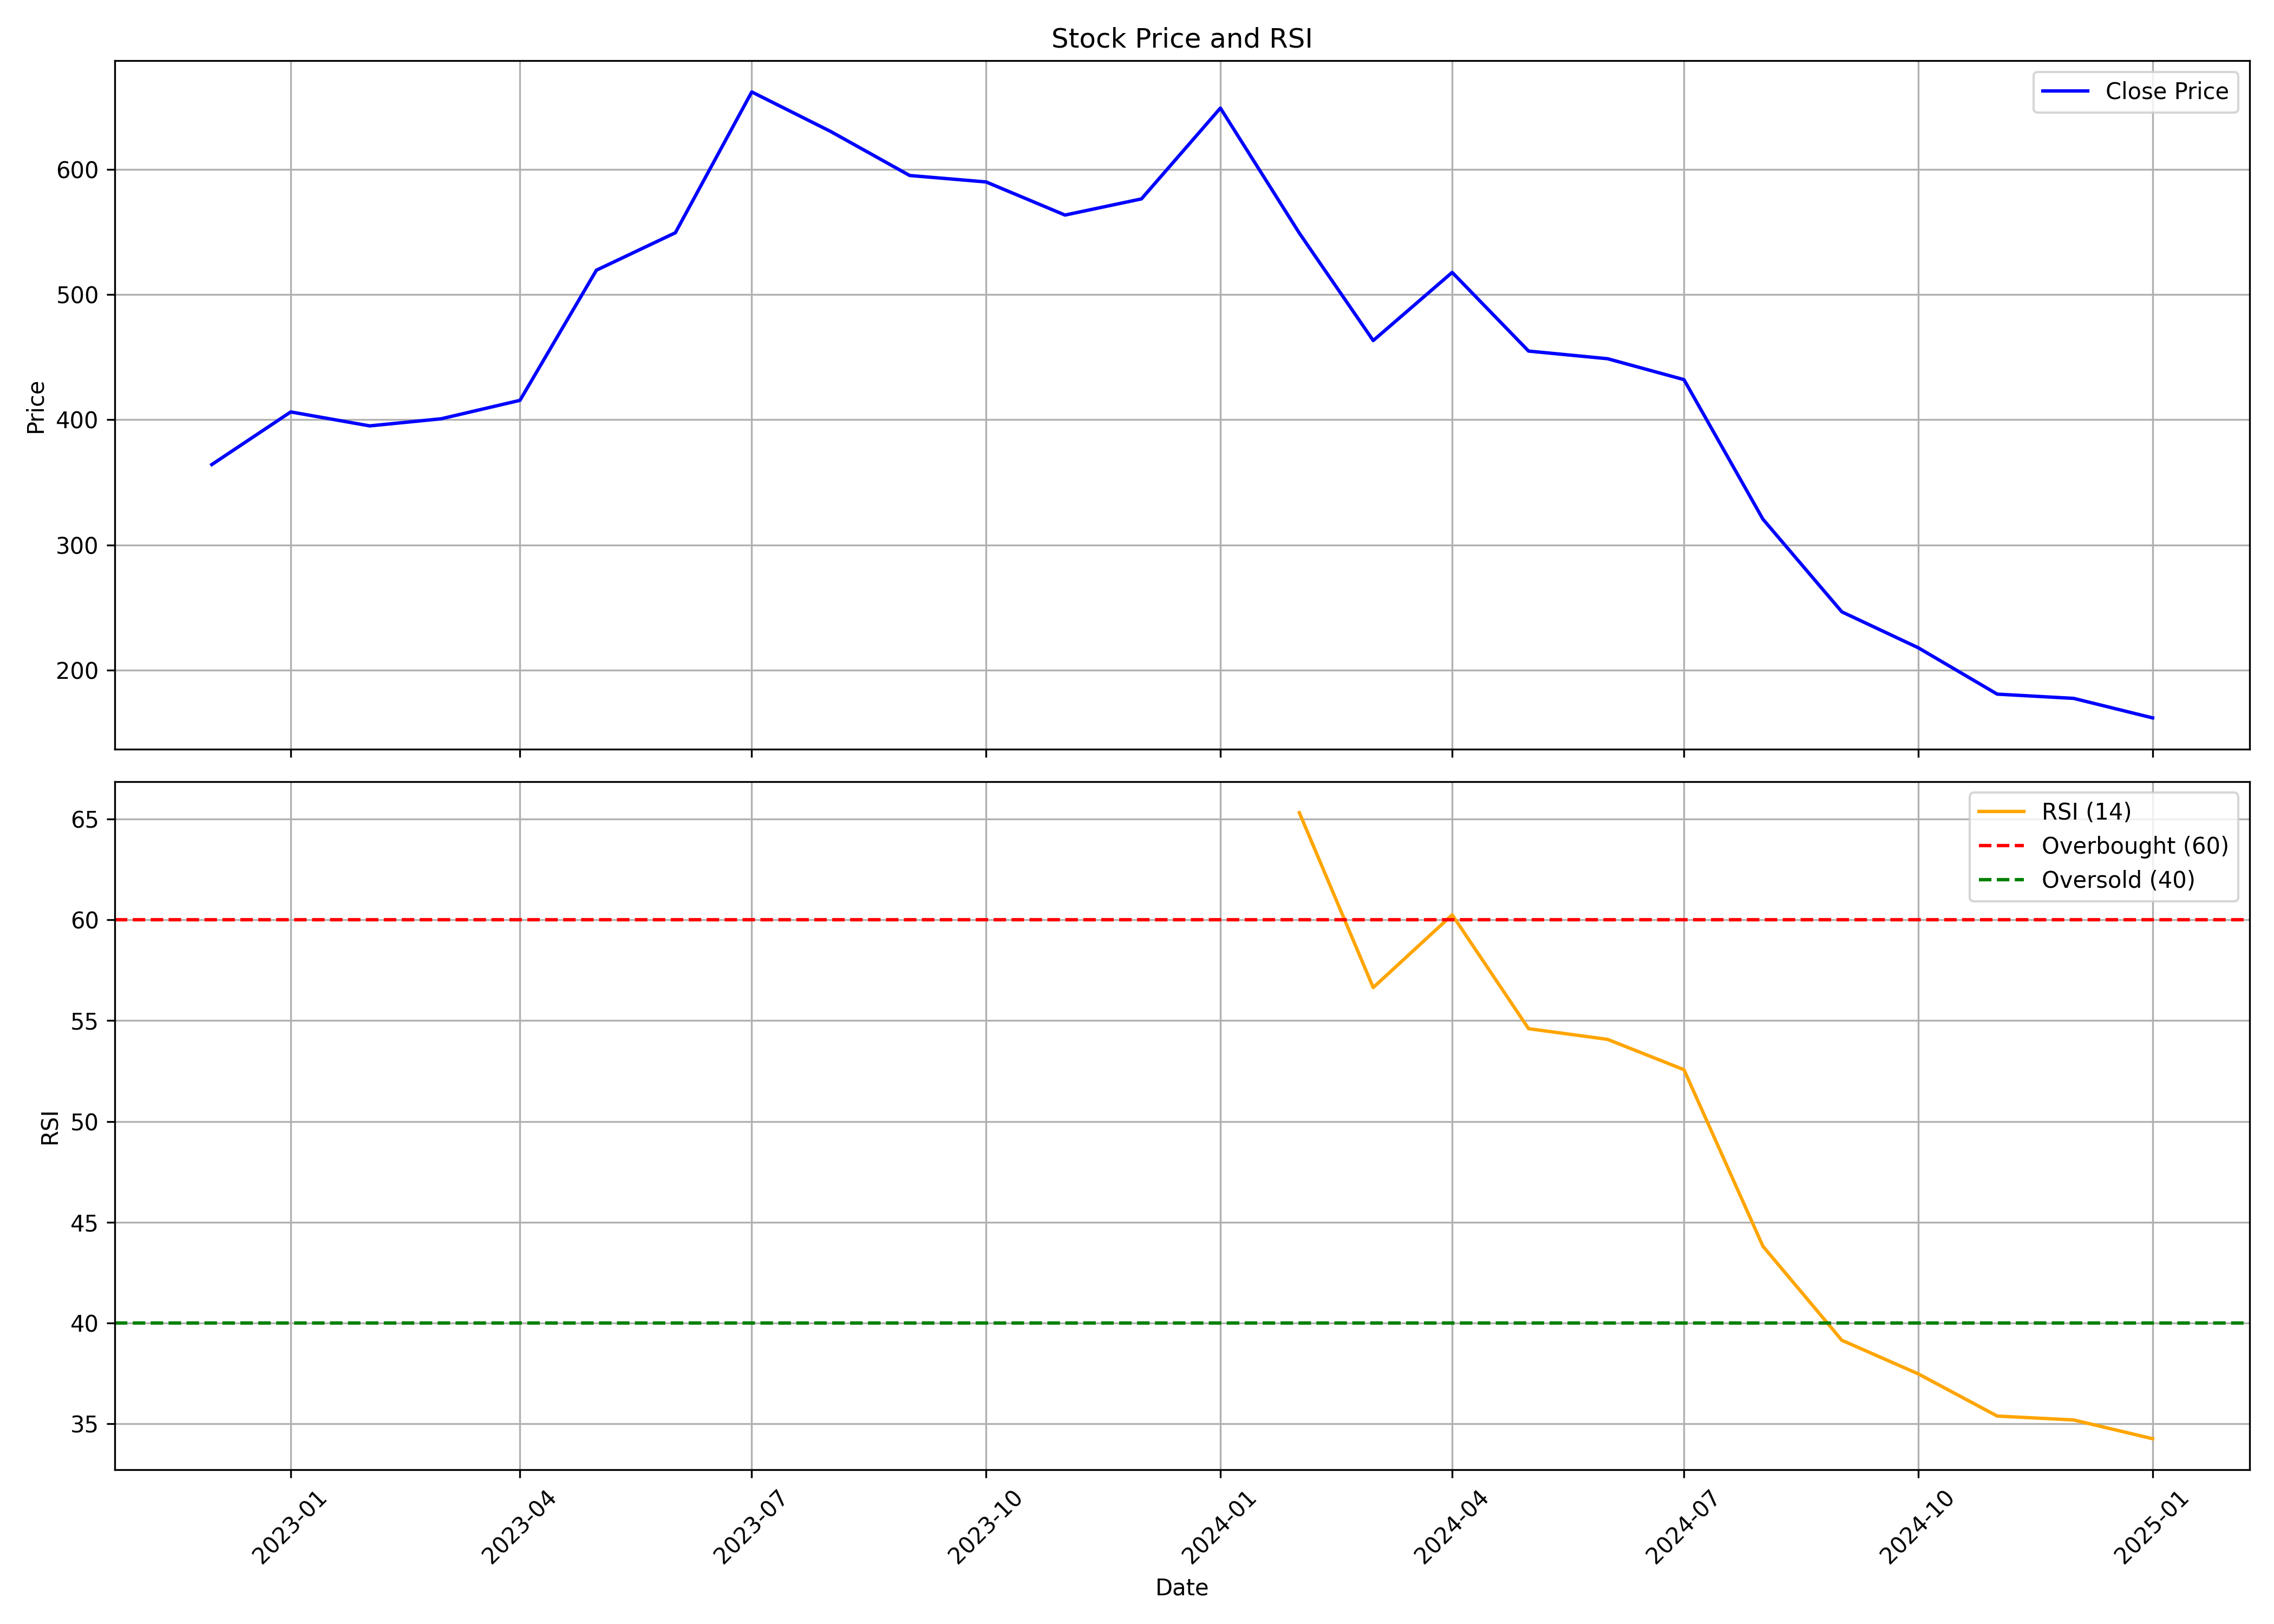 Stock Price and RSI
Close Price
Price
600
500
400
300
200
RSI (14)
Overbought (60)
Oversold (40)
RSI
65
60
55
50
45
40
35
2023-01
2023-04
2023-07
2023-10
2024-01
2024-04
2024-07
2024-10
2025-01
Date